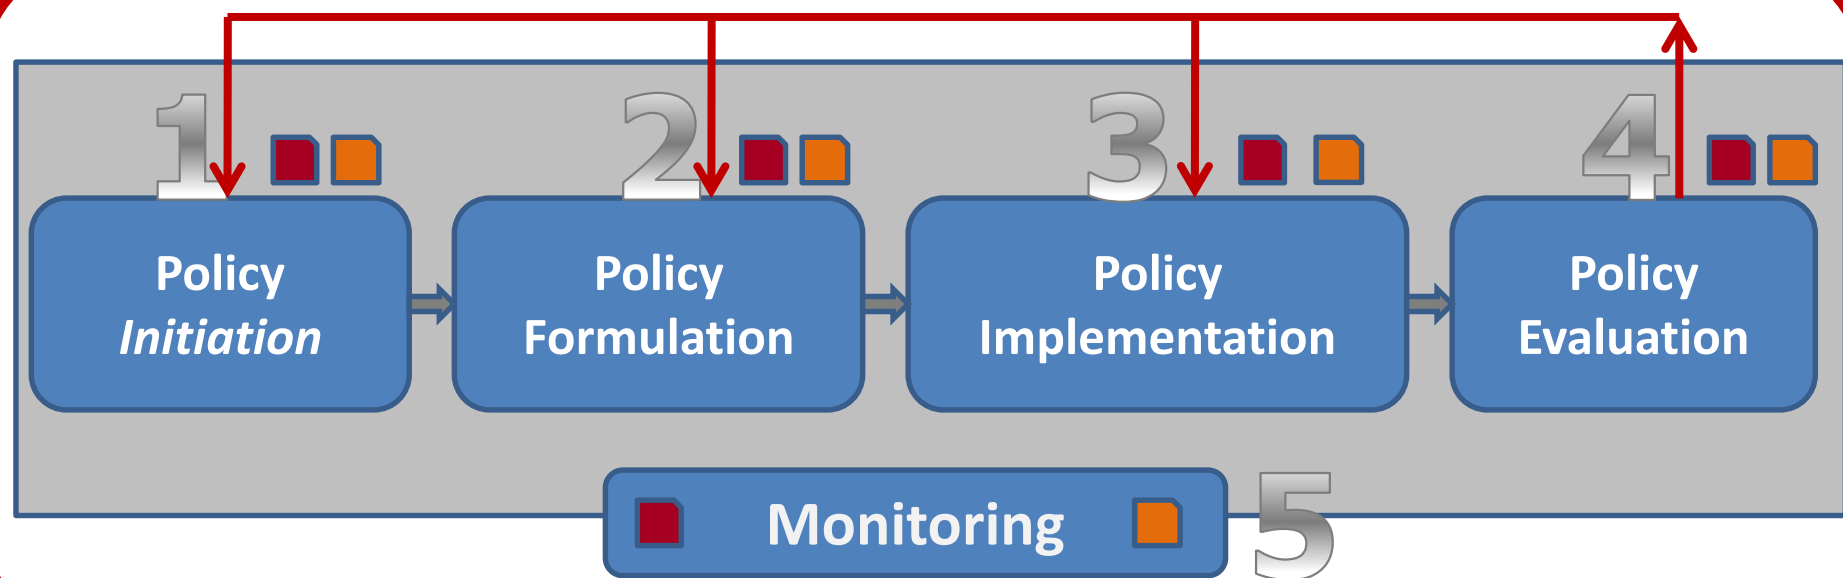 1
2
3
4
Policy
Initiation
Policy
Formulation
Policy
Implementation
Policy
Evaluation
Monitoring
5